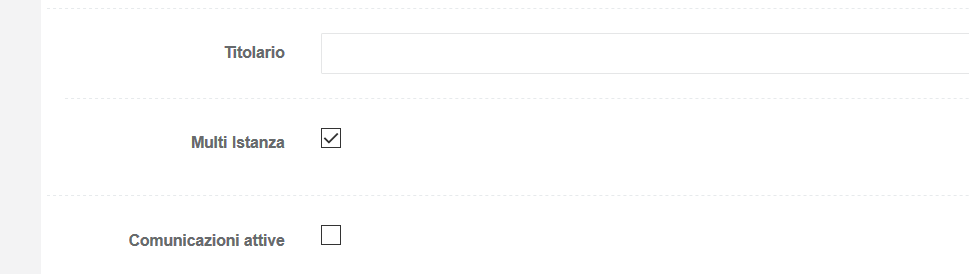 Titolario
Multi Istanza
Comunicazioni attive